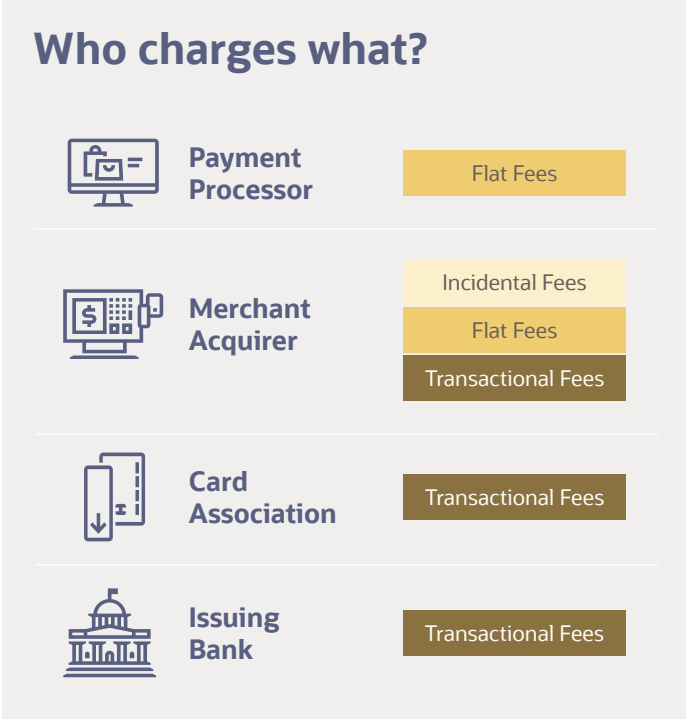 Who charges what?
Payment
Processor
Flat Fees
Merchant
Acquirer
$
Incidental Fees
Flat Fees
Transactional Fees
Card
Association
Transactional Fees
Issuing
Bank
Transactional Fees